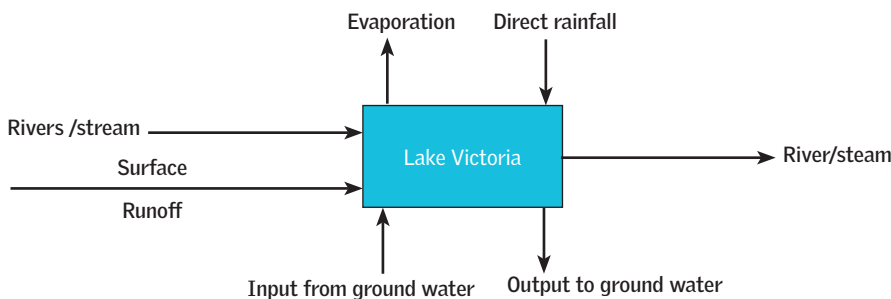 Evaporation
Direct rainfall
Rivers /stream
Lake Victoria
River/steam
Surface
Runoff
Input from ground water
Output to ground water